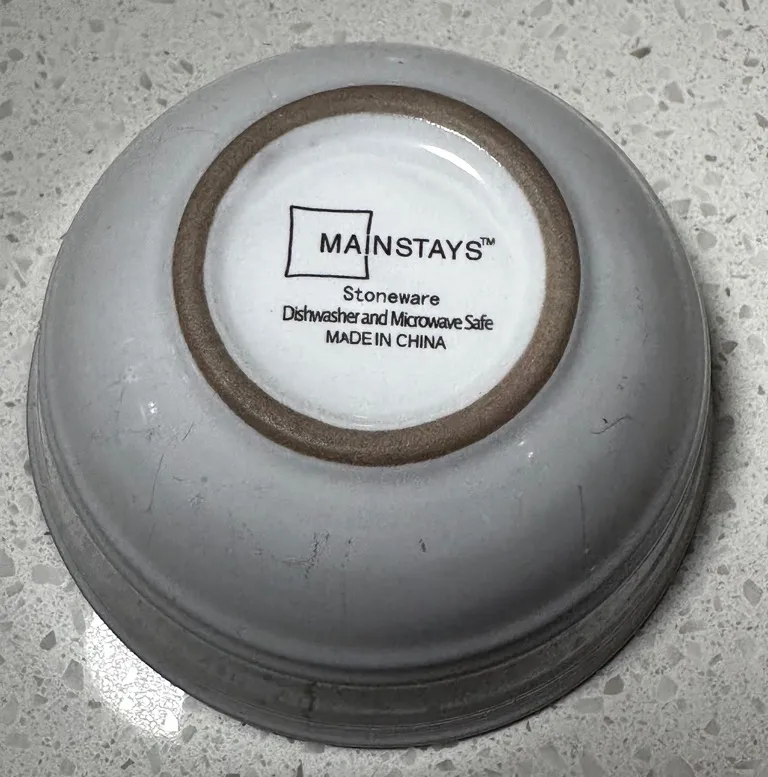 MAINSTAYS™
Stoneware
Dishwasher and Microwave Safe
MADE IN CHINA